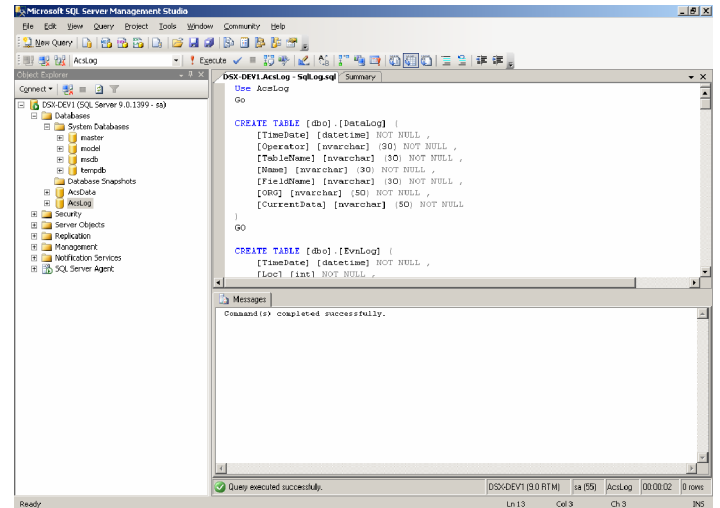 Microsoft SQL Server Management Studio
File Edit View Query Project Tools Window Community Help
New Query
AcsLog Execute
Object Explorer
Connect
DSX-DEV1 (SQL Server 9.0.1399 - sa)
Databases
System Databases
master
model
msdb
tempdb
Database Snapshots
AcsData
AcsLog
Security
Server Objects
Replication
Management
Notification Services
SQL Server Agent
DSX-DEV1.AcsLog - SqlLog.sql Summary
Use AcsLog
Go
CREATE TABLE [dbo].[DataLog] (
[TimeDate] [datetime] NOT NULL ,
[Operator] [nvarchar] (30) NOT NULL ,
[TableName] [nvarchar] (30) NOT NULL ,
[Name] [nvarchar] (30) NOT NULL ,
[FieldName] [nvarchar] (30) NOT NULL ,
[ORG] [nvarchar] (50) NOT NULL ,
[CurrentData] [nvarchar] (50) NOT NULL
)
GO
CREATE TABLE [dbo].[EvnLog] (
[TimeDate] [datetime] NOT NULL ,
[Loc] [int] NOT NULL ,
Messages
Command(s) completed successfully.
Query executed successfully. DSX-DEV1 (9.0 RTM) sa (55) AcsLog 00:00:02 0 rows
Ready Ln 13 Col 3 Ch 3 INS